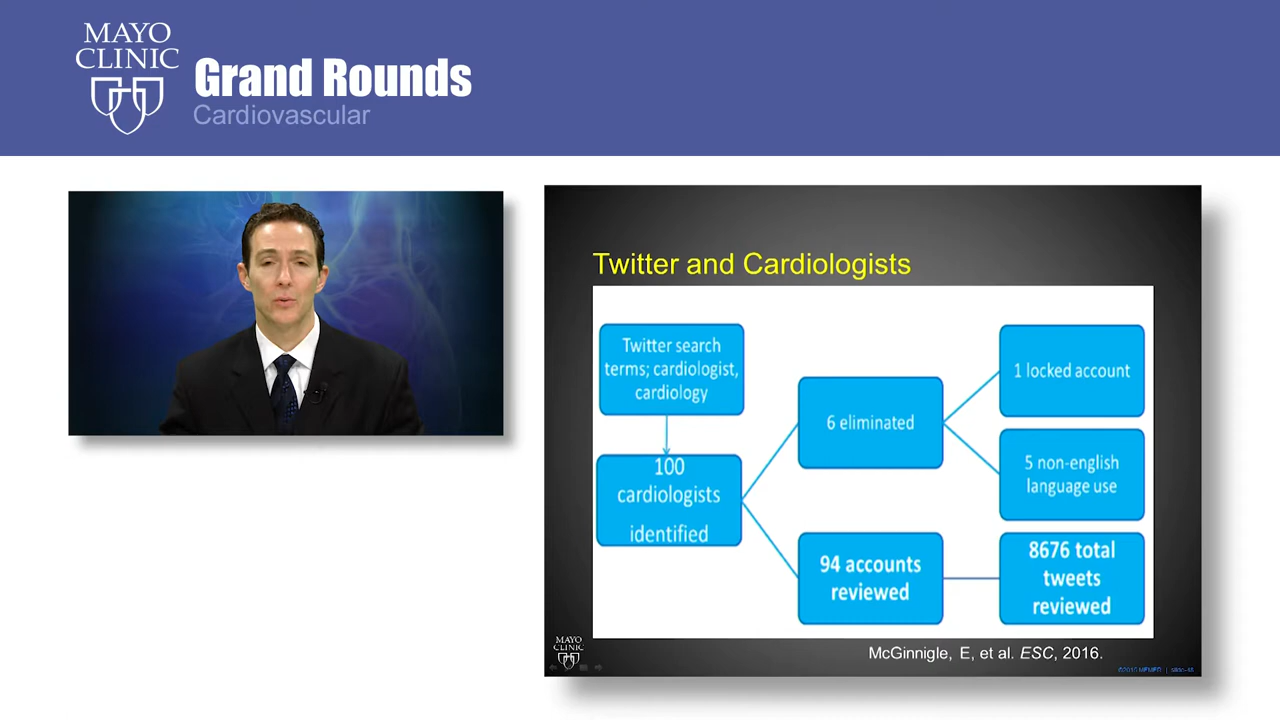 MAYO
CLINIC
Grand Rounds
Cardiovascular
Twitter and Cardiologists
Twitter search
terms; cardiologist,
cardiology
100
cardiologists
identified
6 eliminated
94 accounts
reviewed
1 locked account
5 non-english
language use
8676 total
tweets
reviewed
MAYO
CLINIC
McGinnigle, E, et al. ESC, 2016.